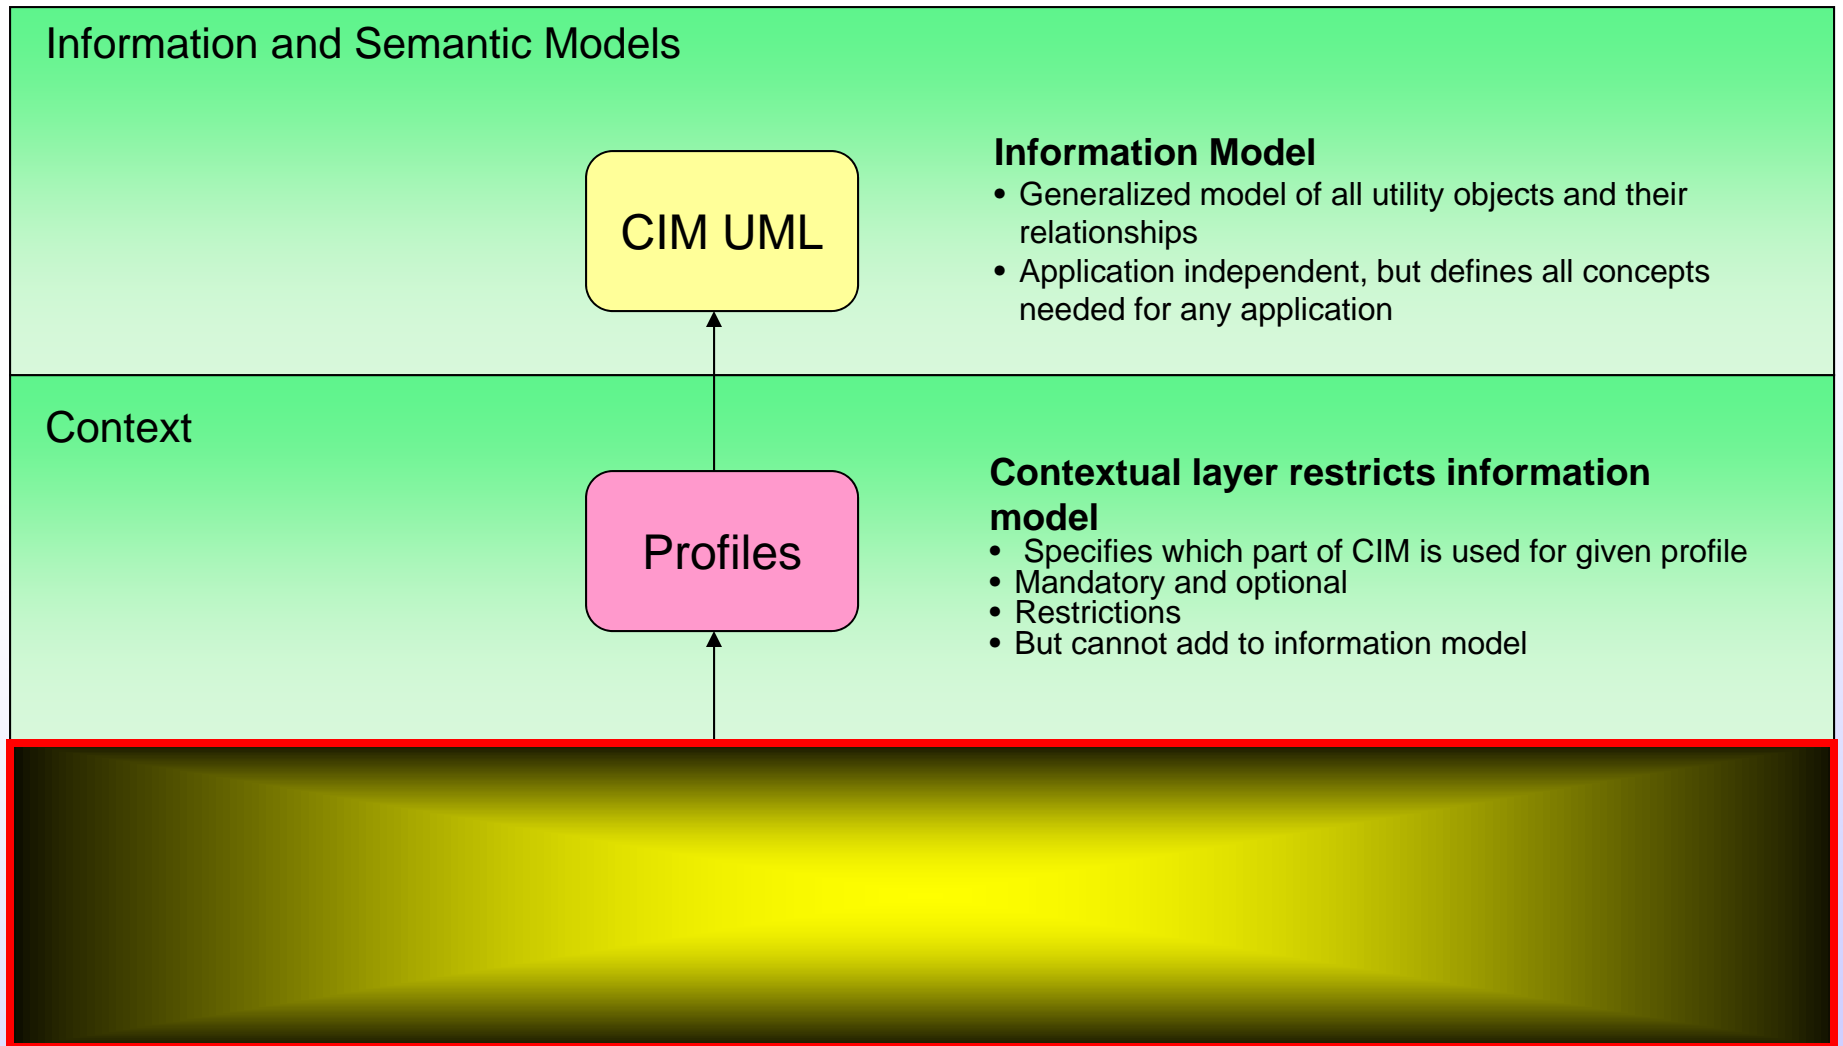 Information and Semantic Models
CIM UML
Information Model
• Generalized model of all utility objects and their
relationships
• Application independent, but defines all concepts
needed for any application
Context
Profiles
Contextual layer restricts information
model
• Specifies which part of CIM is used for given profile
• Mandatory and optional
• Restrictions
• But cannot add to information model